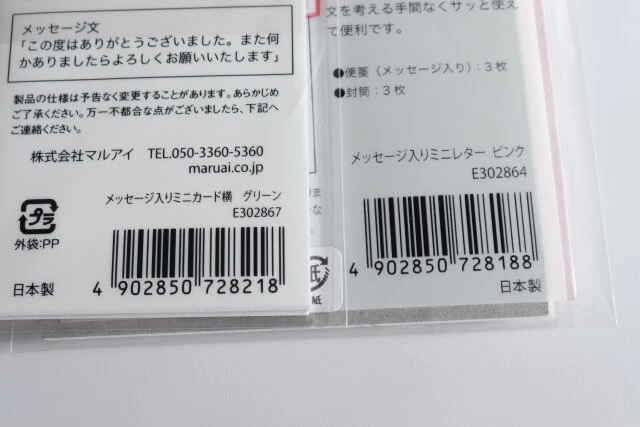 メッセージ文
「この度はありがとうございました。また何
かありましたらよろしくお願いいたします」
製品の仕様は予告なく変更することがあります。あらかじめ
ご了承ください。万一不都合な点がございましたら、下記へ
ご連絡ください。
株式会社マルアイ TEL.050-3360-5360
maruai.co.jp
メッセージ入りミニカード横 グリーン
E302867
プラ
外袋:PP
日本製
4 902850 728218
文を考える手間なくサッと使え
て便利です。
●便箋（メッセージ入り）：3枚
●封筒：3枚
メッセージ入りミニレター ピンク
E302864
紙
4 902850 728188
日本製